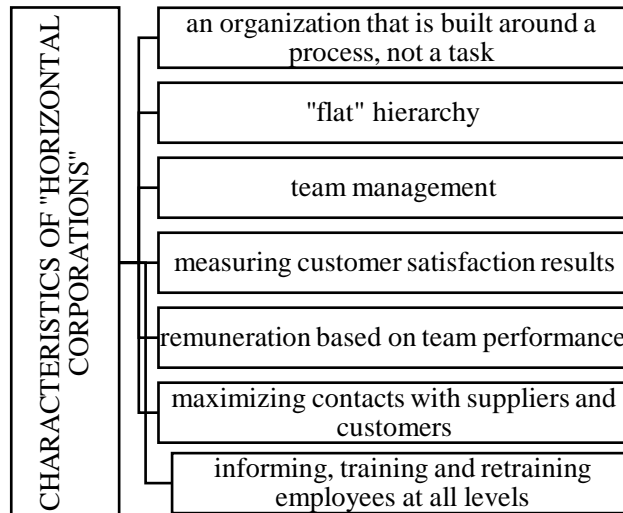 CHARACTERISTICS OF "HORIZONTAL
CORPORATIONS"
an organization that is built around a
process, not a task
"flat" hierarchy
team management
measuring customer satisfaction results
remuneration based on team performance
maximizing contacts with suppliers and
customers
informing, training and retraining
employees at all levels